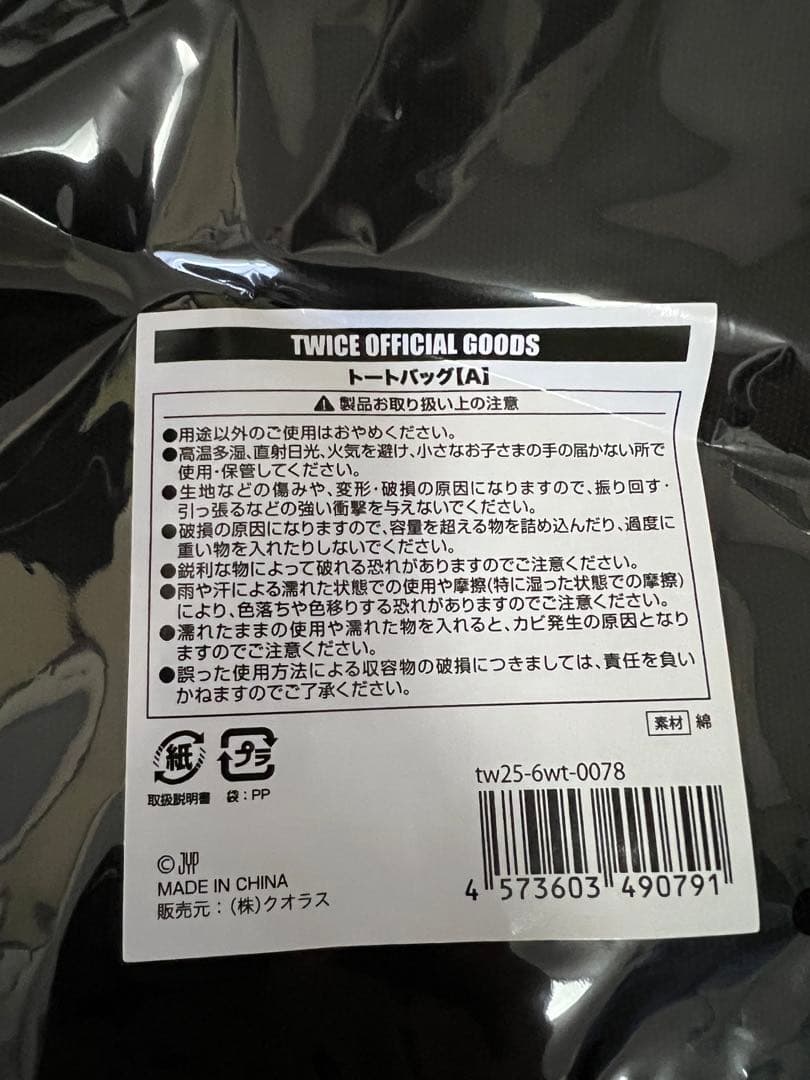 TWICE OFFICIAL GOODS
トートバッグ【A】
⚠ 製品お取り扱い上の注意
●用途以外のご使用はおやめください。
●高温多湿、直射日光、火気を避け、小さなお子さまの手の届かない所で
使用・保管してください。
●生地などの傷みや、変形・破損の原因になりますので、振り回す・
引っ張るなどの強い衝撃を与えないでください。
●破損の原因になりますので、容量を超える物を詰め込んだり、過度に
重い物を入れたりしないでください。
●鋭利な物によって破れる恐れがありますのでご注意ください。
●雨や汗による濡れた状態での使用や摩擦(特に湿った状態での摩擦)
により、色落ちや色移りする恐れがありますのでご注意ください。
●濡れたままの使用や濡れた物を入れると、カビ発生の原因となり
ますのでご注意ください。
●誤った使用方法による収容物の破損につきましては、責任を負い
かねますのでご了承ください。
素材 綿
紙 プラ
取扱説明書 袋：PP
tw25-6wt-0078
4 573603 490791
© JYP
MADE IN CHINA
販売元：(株)クオラス